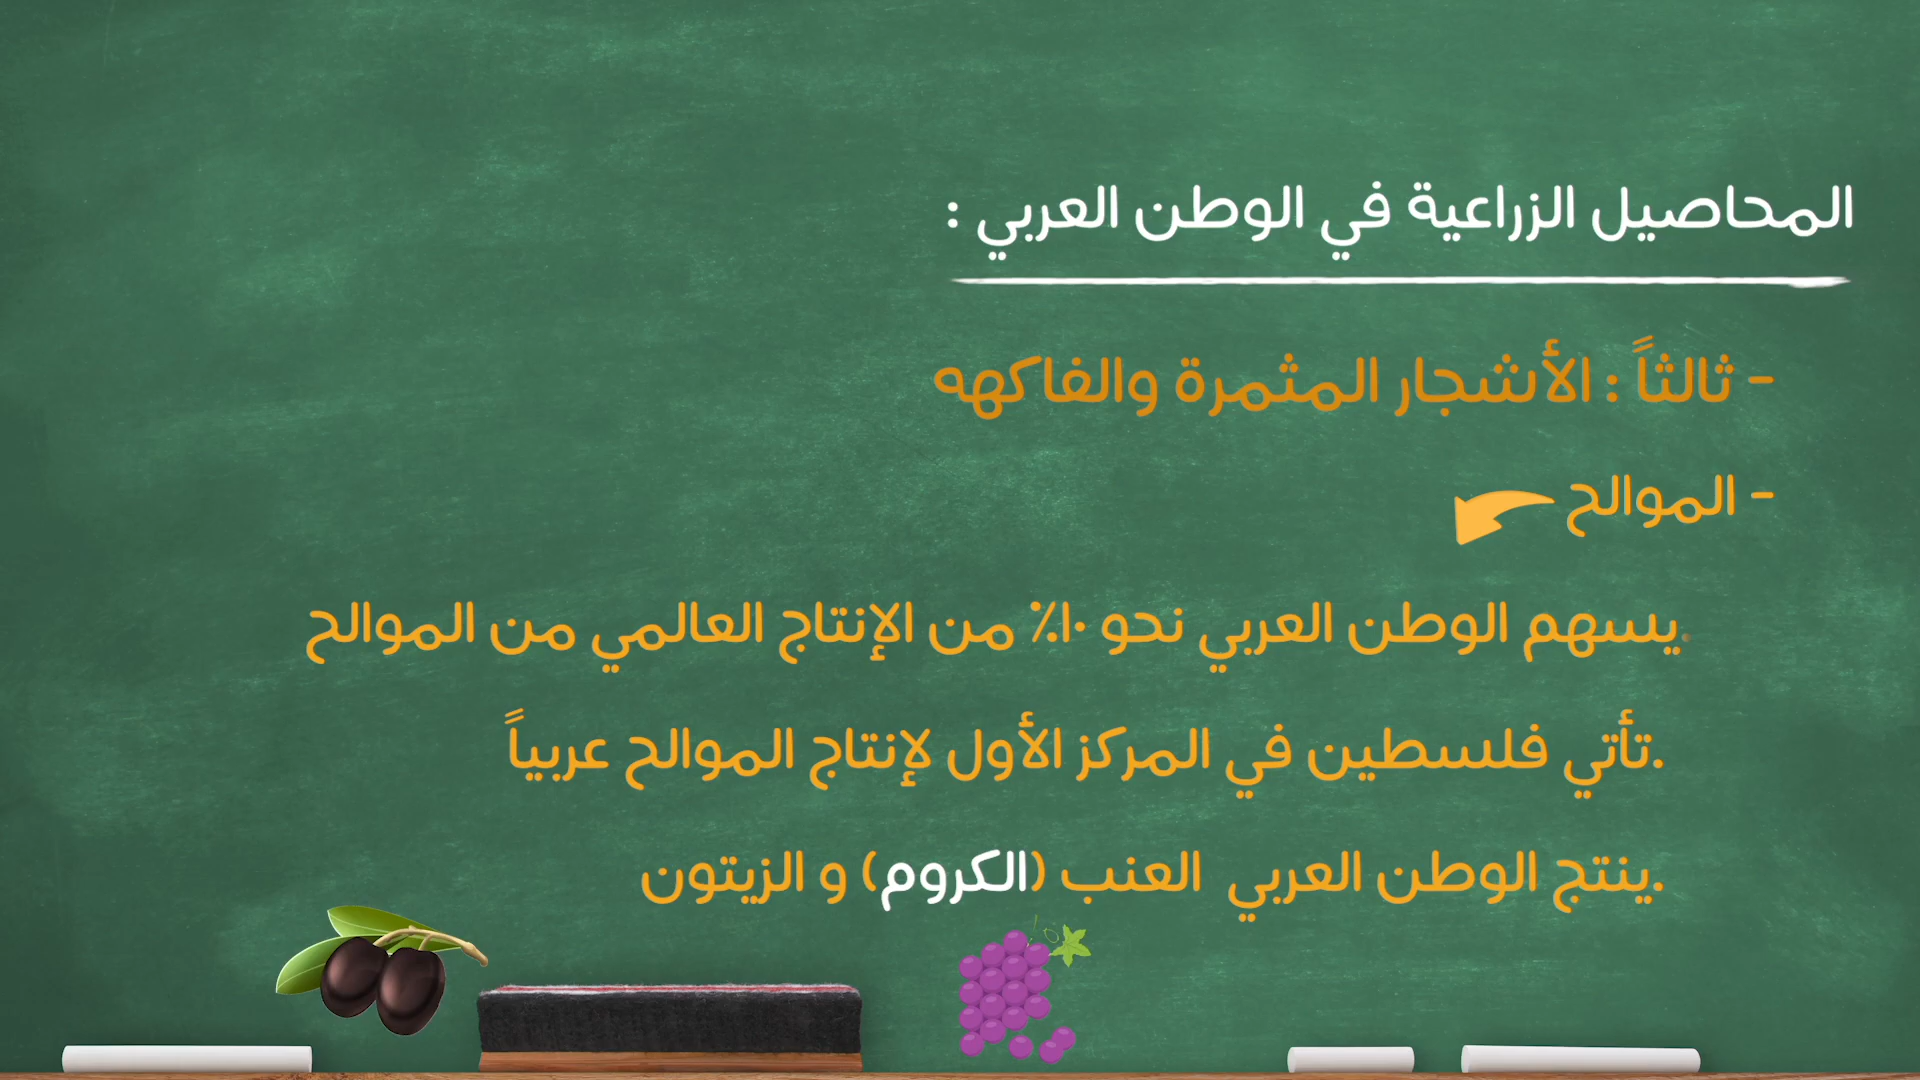 المحاصيل الزراعية في الوطن العربي :
- ثالثاً : الأشجار المثمرة والفاكهه
- الموالح
.يسهم الوطن العربي نحو ١٠٪ من الإنتاج العالمي من الموالح
.تأتي فلسطين في المركز الأول لإنتاج الموالح عربياً
.ينتج الوطن العربي العنب (الكروم) و الزيتون